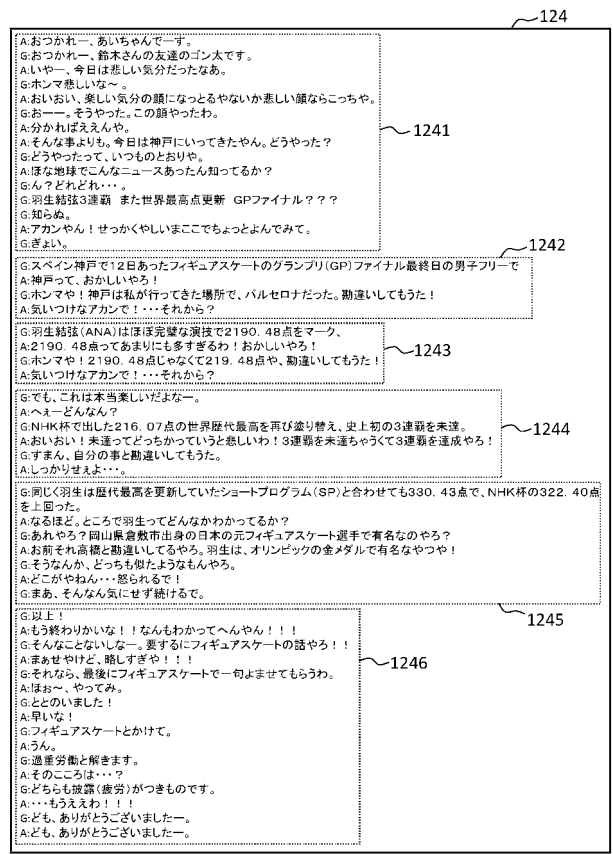 124
A:おつかれー、あいちゃんでーす。
G:おつかれー、鈴木さんの友達のゴン太です。
A:いやー、今日は悲しい気分だったなあ。
G:ホンマ悲しいな～。
A:おいおい、楽しい気分の顔になっとるやないか悲しい顔ならこっちや。
G:おーー。そうやった。この顔やったわ。
A:分かればええんや。
A:そんな事よりも。今日は神戸にいってきたやん。どうやった？
G:どうやったって、いつものとおりや。
A:ほな地球でこんなニュースあったん知ってるか？
G:ん？どれどれ・・・。
G:羽生結弦3連覇 また世界最高点更新 GPファイナル？？？
G:知らぬ。
A:アカンやん！せっかくやしいまここでちょっとよんでみて。
G:ぎょい。
1241
1242
G:スペイン神戸で12日あったフィギュアスケートのグランプリ(GP)ファイナル最終日の男子フリーで
A:神戸って、おかしいやろ！
G:ホンマや！神戸は私が行ってきた場所で、バルセロナだった。勘違いしてもうた！
A:気いつけなアカンで！・・・それから？
G:羽生結弦(ANA)はほぼ完璧な演技で2190. 48点をマーク、
A:2190. 48点ってあまりにも多すぎるわ！おかしいやろ！
G:ホンマや！2190. 48点じゃなくて219. 48点や、勘違いしてもうた！
A:気いつけなアカンで！・・・それから？
1243
G:でも、これは本当楽しいだよなー。
A:へぇーどんなん？
G:NHK杯で出した216. 07点の世界歴代最高を再び塗り替え、史上初の3連覇を未達。
A:おいおい！未達ってどっちかっていうと悲しいわ！3連覇を未達ちゃうくて3連覇を達成やろ！
G:すまん、自分の事と勘違いしてもうた。
A:しっかりせぇよ・・・。
1244
G:同じく羽生は歴代最高を更新していたショートプログラム(SP)と合わせても330. 43点で、NHK杯の322. 40点
を上回った。
A:なるほど。ところで羽生ってどんなかわかってるか？
G:あれやろ？岡山県倉敷市出身の日本の元フィギュアスケート選手で有名なのやろ？
A:お前それ高橋と勘違いしてるやろ。羽生は、オリンピックの金メダルで有名なやつや！
G:そうなんか、どっちも似たようなもんやろ。
A:どこがやねん・・・怒られるで！
G:まあ、そんなん気にせず続けるで。
1245
G:以上！
A:もう終わりかいな！！なんもわかってへんやん！！！
G:そんなことないしなー。要するにフィギュアスケートの話やろ！！
A:まぁせやけど、略しすぎや！！！
G:それなら、最後にフィギュアスケートで一句よませてもらうわ。
A:ほぉ～、やってみ。
G:ととのいました！
A:早いな！
G:フィギュアスケートとかけて。
A:うん。
G:過重労働と解きます。
A:そのこころは・・・？
G:どちらも披露(疲労)がつきものです。
A:・・・もうええわ！！！
G:ども、ありがとうございましたー。
A:ども、ありがとうございましたー。
1246